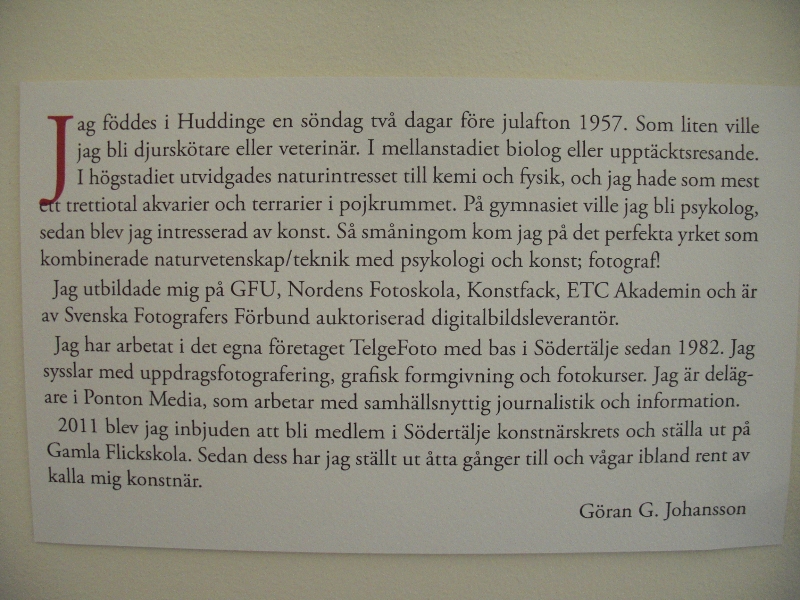 Jag föddes i Huddinge en söndag två dagar före julafton 1957. Som liten ville
jag bli djurskötare eller veterinär. I mellanstadiet biolog eller upptäcktsresande.
I högstadiet utvidgades naturintresset till kemi och fysik, och jag hade som mest
ett trettiotal akvarier och terrarier i pojkrummet. På gymnasiet ville jag bli psykolog,
sedan blev jag intresserad av konst. Så småningom kom jag på det perfekta yrket som
kombinerade naturvetenskap/teknik med psykologi och konst; fotograf!
Jag utbildade mig på GFU, Nordens Fotoskola, Konstfack, ETC Akademin och är
av Svenska Fotografers Förbund auktoriserad digitalbildsleverantör.
Jag har arbetat i det egna företaget TelgeFoto med bas i Södertälje sedan 1982. Jag
sysslar med uppdragsfotografering, grafisk formgivning och fotokurser. Jag är deläg-
are i Ponton Media, som arbetar med samhällsnyttig journalistik och information.
2011 blev jag inbjuden att bli medlem i Södertälje konstnärskrets och ställa ut på
Gamla Flickskola. Sedan dess har jag ställt ut åtta gånger till och vågar ibland rent av
kalla mig konstnär.
Göran G. Johansson